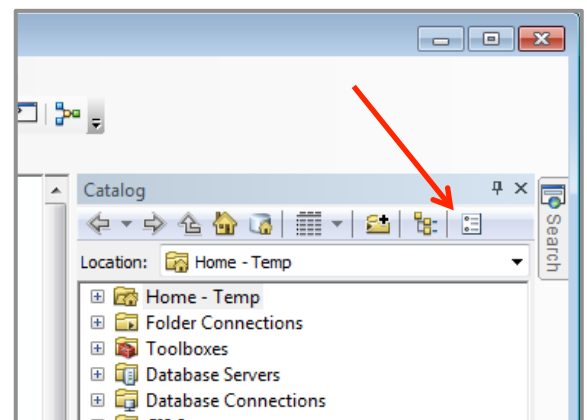 Catalog
Search
Location: Home - Temp
Home - Temp
Folder Connections
Toolboxes
Database Servers
Database Connections